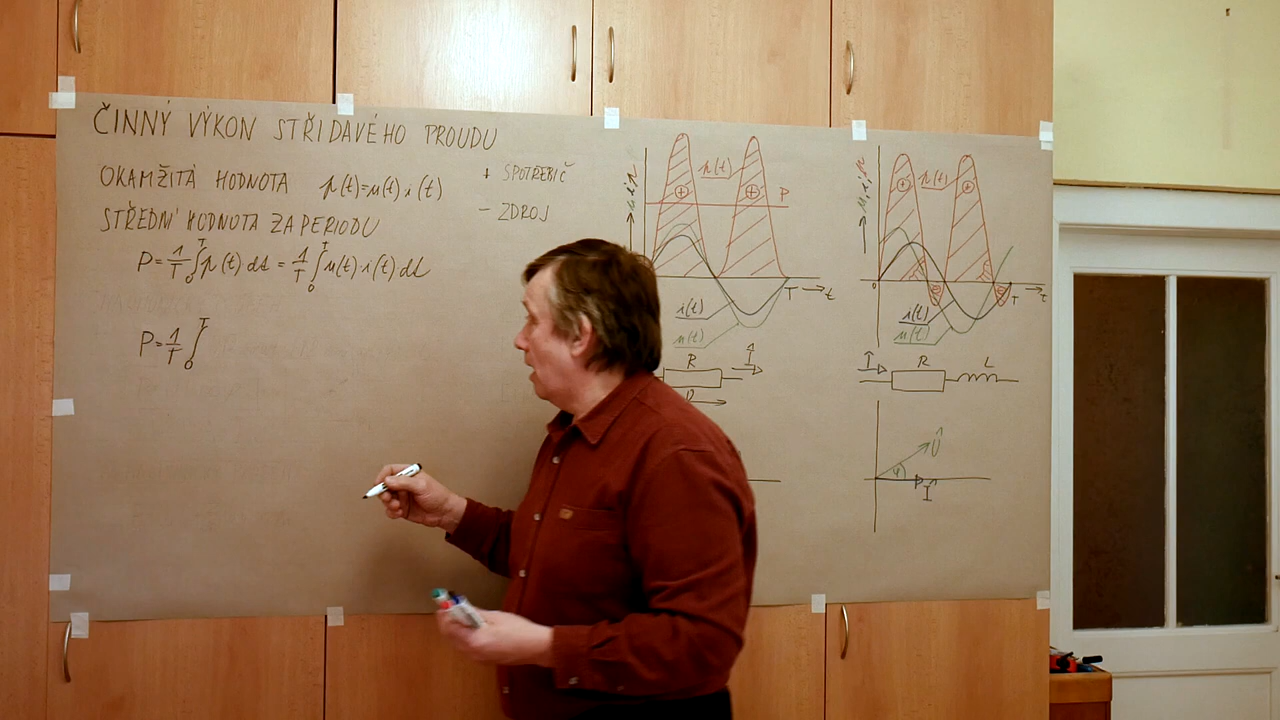 ČINNÝ VÝKON STŘÍDAVÉHO PROUDU
OKAMŽITÁ HODNOTA p(t)=u(t).i(t)
STŘEDNÍ HODNOTA ZA PERIODU
P=1/T ∫₀ᵀ p(t) dt = 1/T ∫₀ᵀ u(t)·i(t) dt
P=1/T ∫₀ᵀ
+ SPOTŘEBIČ
− ZDROJ
u, i, p
p(t)
+ +
P
T t
i(t)
u(t)
R Î
u, i, p
p(t)
+ +
0 T t
i(t)
u(t)
Î R L
Û
φ
Î